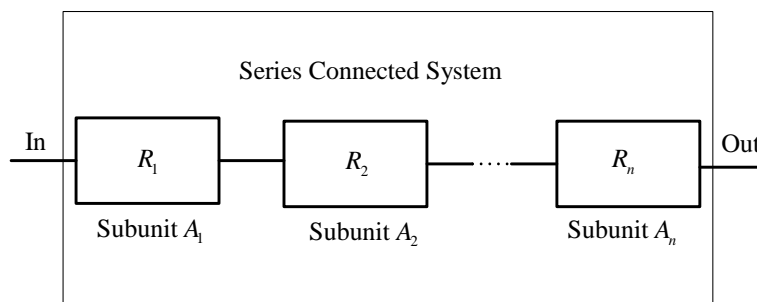 Series Connected System
In
R₁
R₂
.....
Rₙ
Out
Subunit A₁
Subunit A₂
Subunit Aₙ